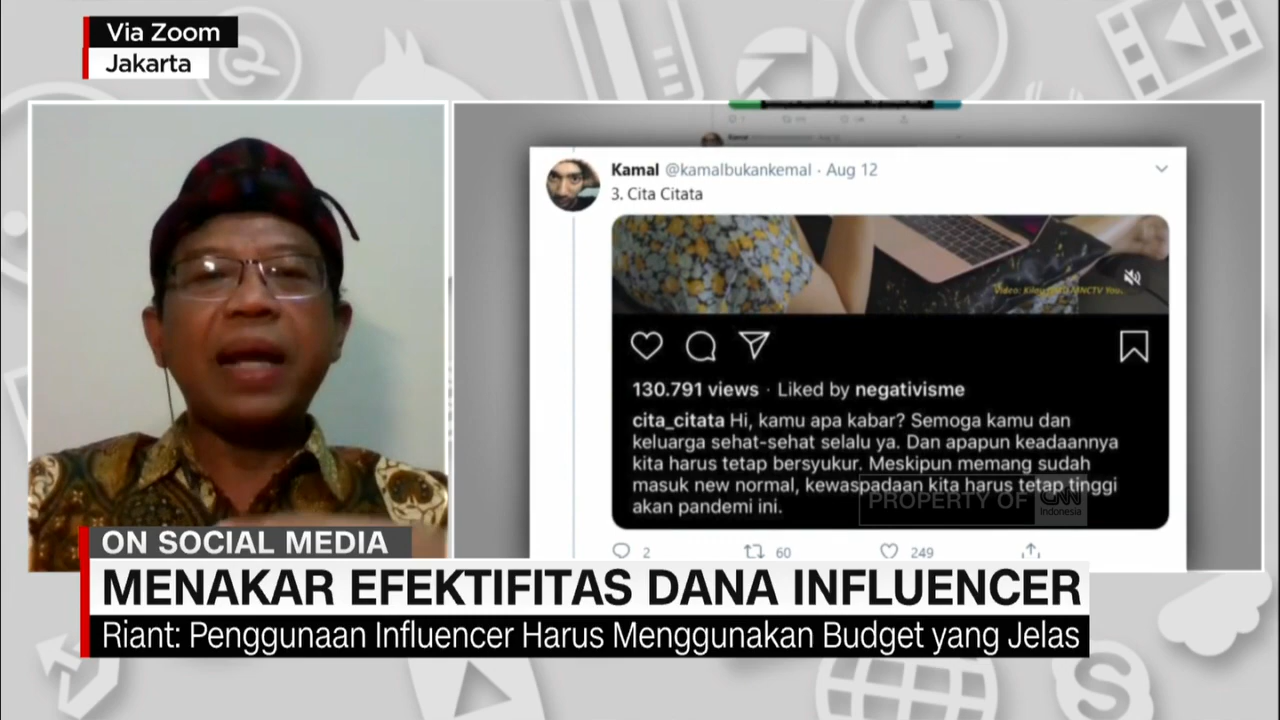 Via Zoom
Jakarta
Kamal @kamalbukankemal · Aug 12
3. Cita Citata
130.791 views · Liked by negativisme
cita_citata Hi, kamu apa kabar? Semoga kamu dan
keluarga sehat-sehat selalu ya. Dan apapun keadaannya
kita harus tetap bersyukur. Meskipun memang sudah
masuk new normal, kewaspadaan kita harus tetap tinggi
akan pandemi ini.
PROPERTY OF CNN
Indonesia
2 60 249
ON SOCIAL MEDIA
MENAKAR EFEKTIFITAS DANA INFLUENCER
Riant: Penggunaan Influencer Harus Menggunakan Budget yang Jelas